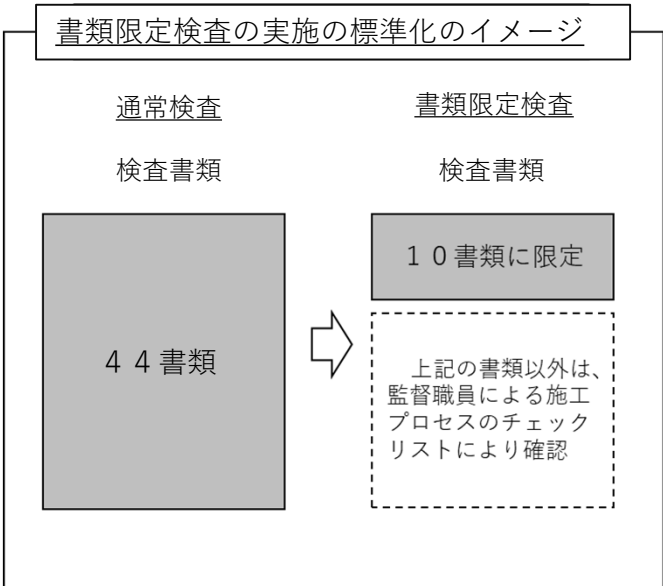 書類限定検査の実施の標準化のイメージ
通常検査
書類限定検査
検査書類
検査書類
４４書類
１０書類に限定
上記の書類以外は、
監督職員による施工
プロセスのチェック
リストにより確認